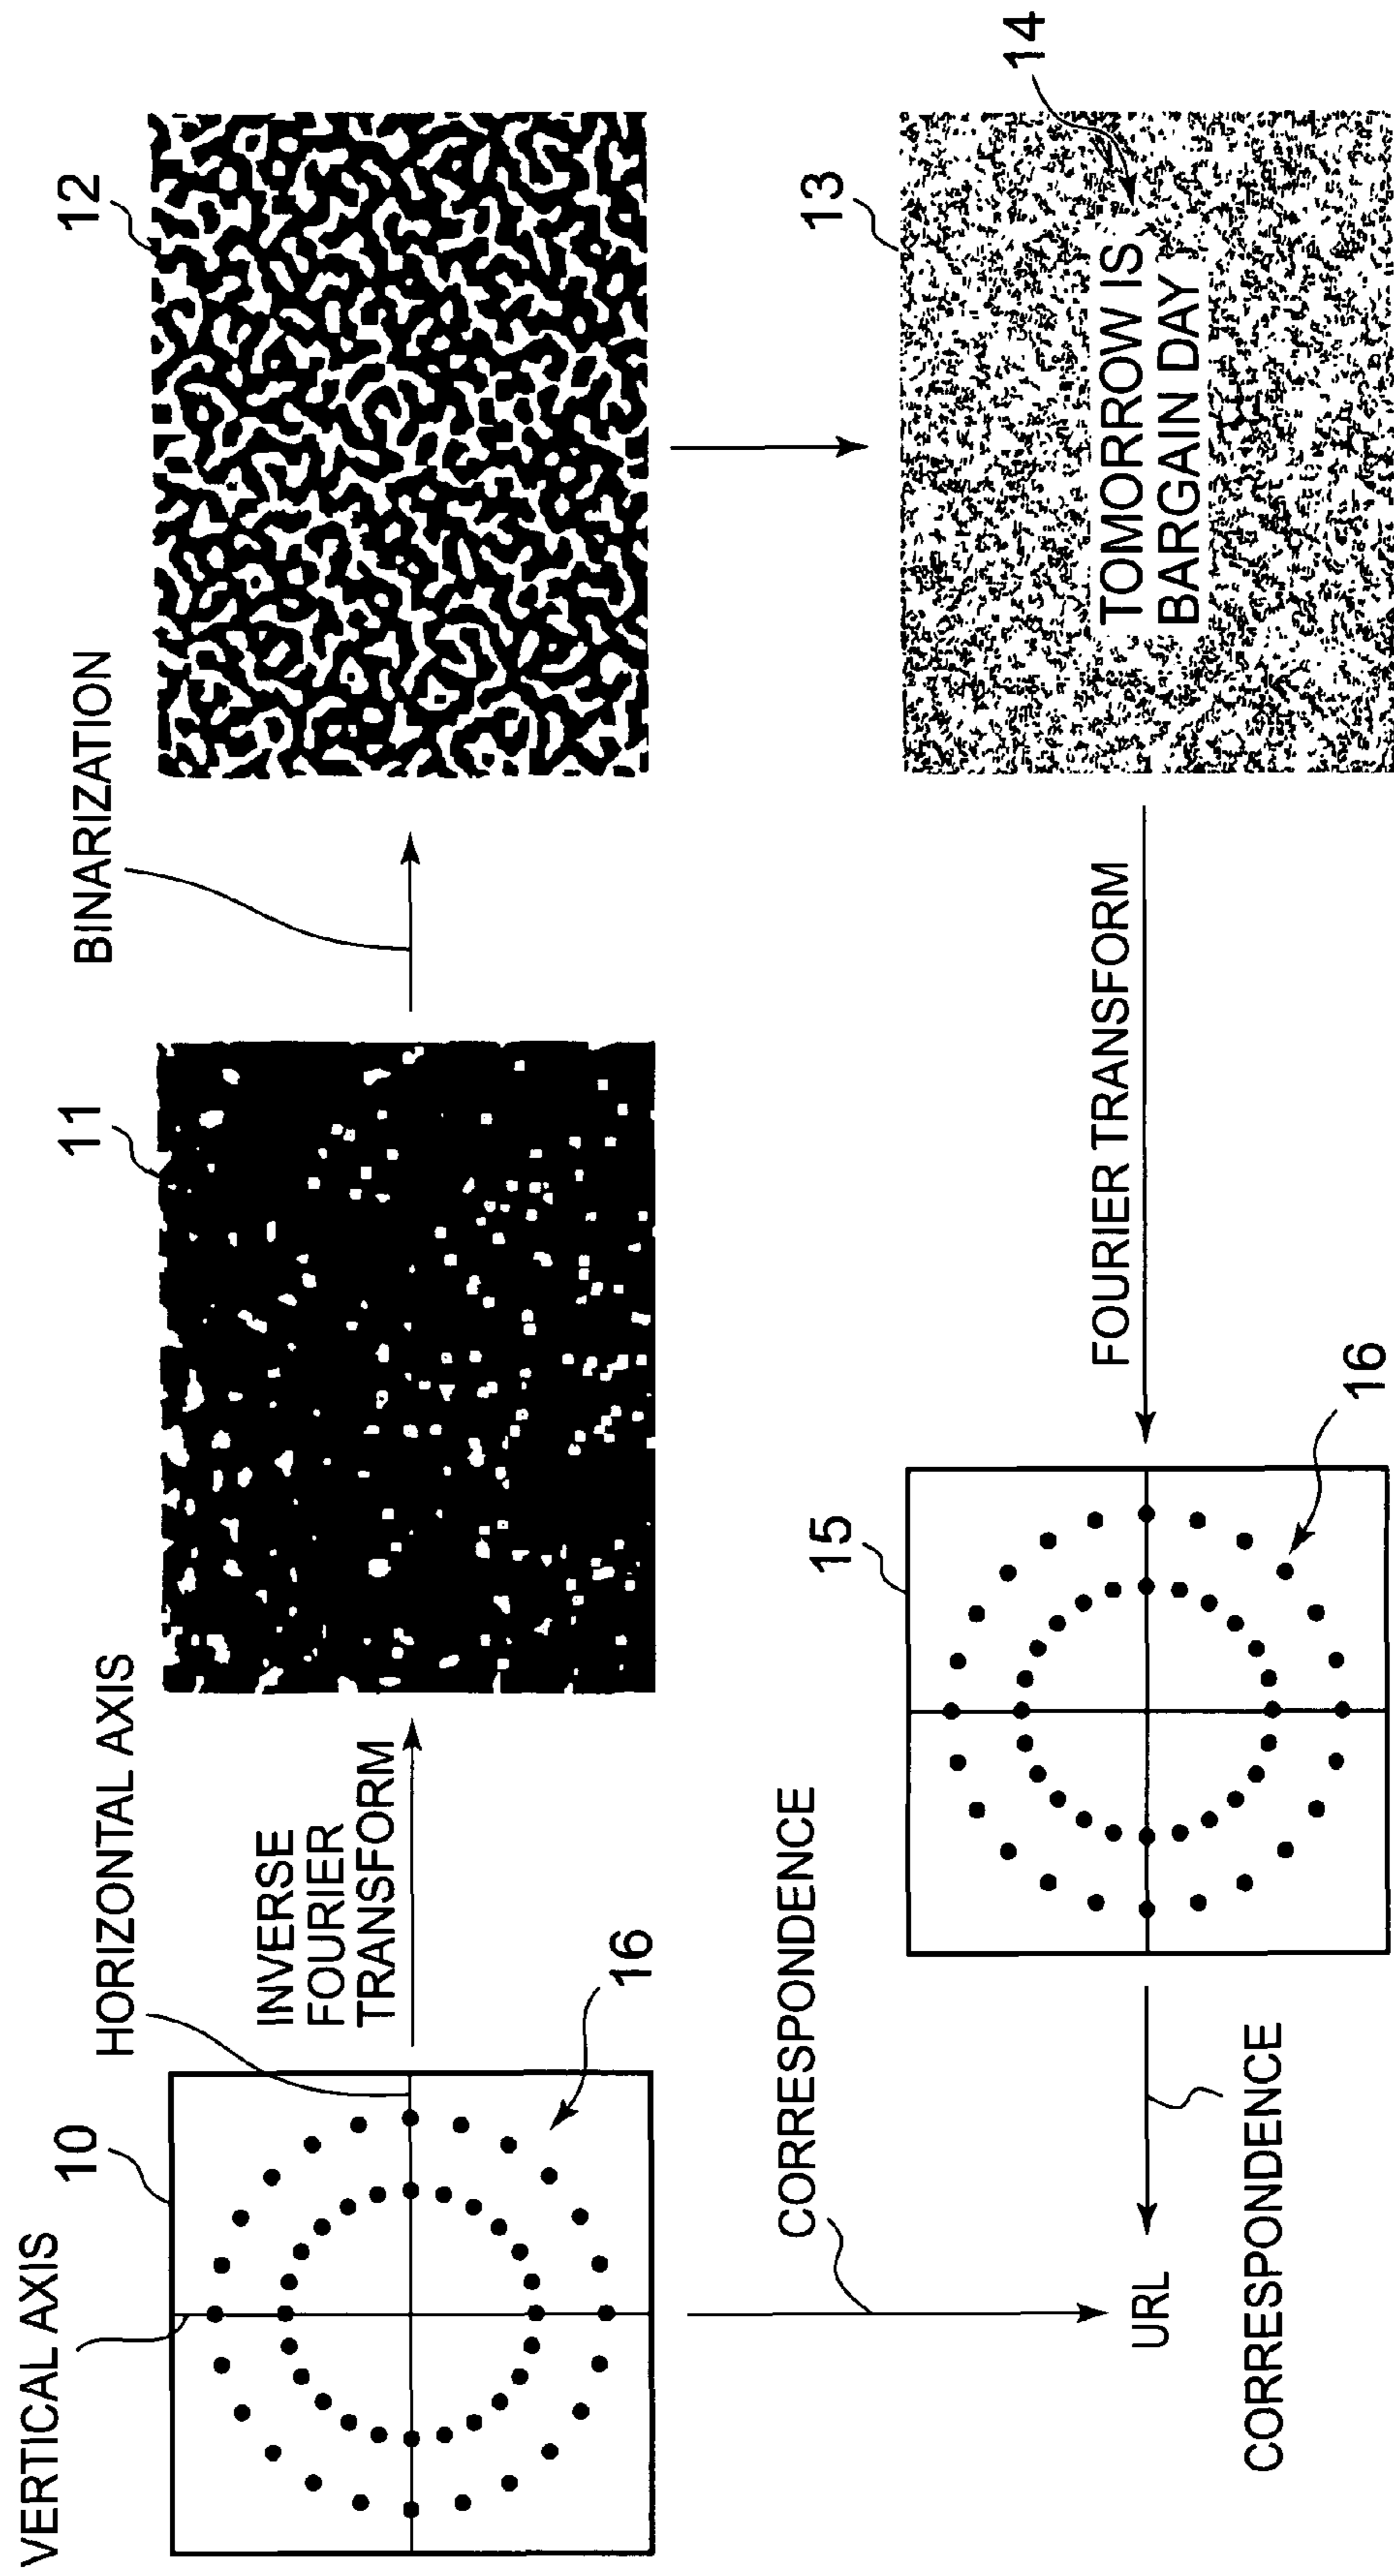 VERTICAL AXIS
10
HORIZONTAL AXIS
INVERSE
FOURIER
TRANSFORM
16
11
BINARIZATION
12
CORRESPONDENCE
URL
CORRESPONDENCE
15
16
FOURIER TRANSFORM
13
TOMORROW IS
BARGAIN DAY
14